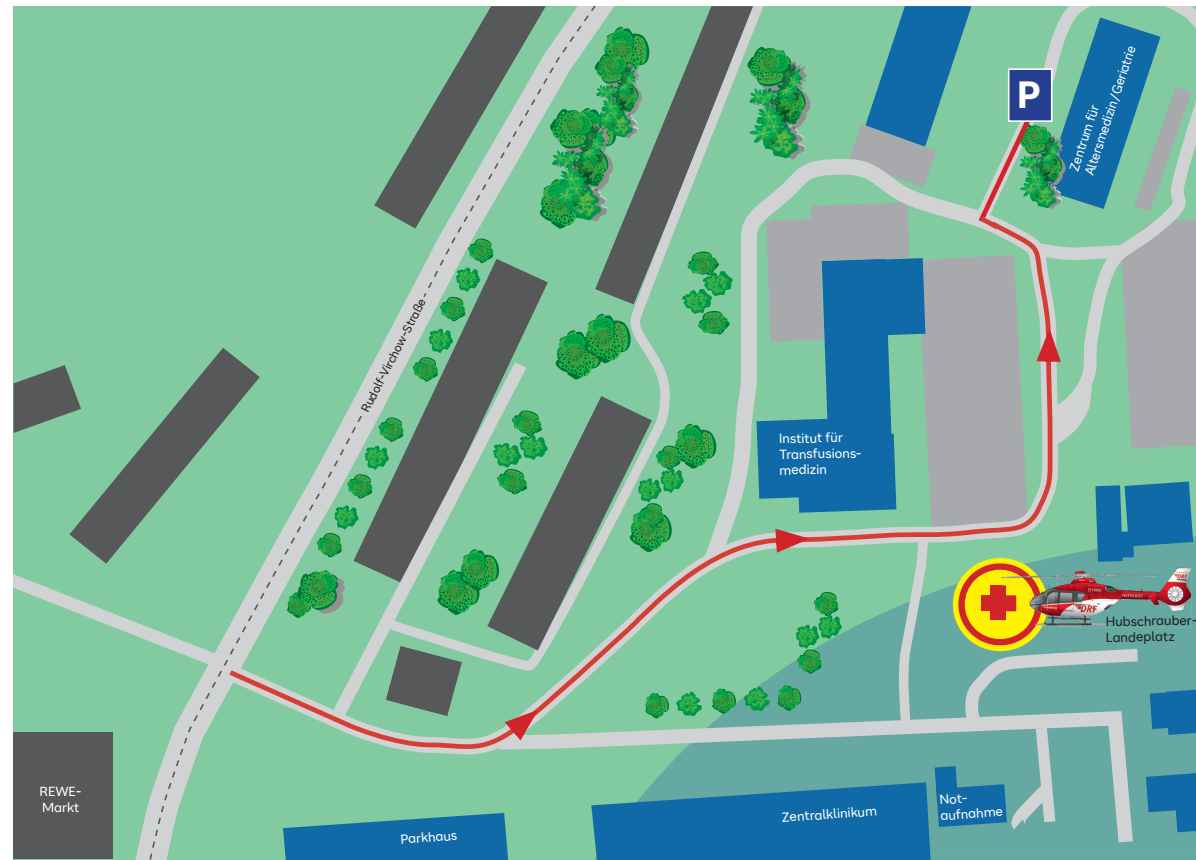 P
Zentrum für
Altersmedizin/Geriatrie
Rudolf-Virchow-Straße
Institut für
Transfusions-
medizin
DRF
DRF
Hubschrauber-
Landeplatz
REWE-
Markt
Parkhaus
Zentralklinikum
Not-
aufnahme